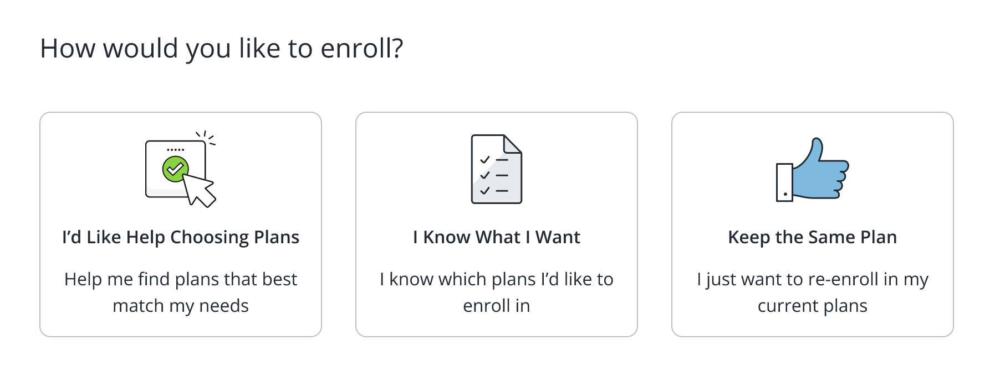 How would you like to enroll?
I’d Like Help Choosing Plans
Help me find plans that best
match my needs
I Know What I Want
I know which plans I’d like to
enroll in
Keep the Same Plan
I just want to re-enroll in my
current plans